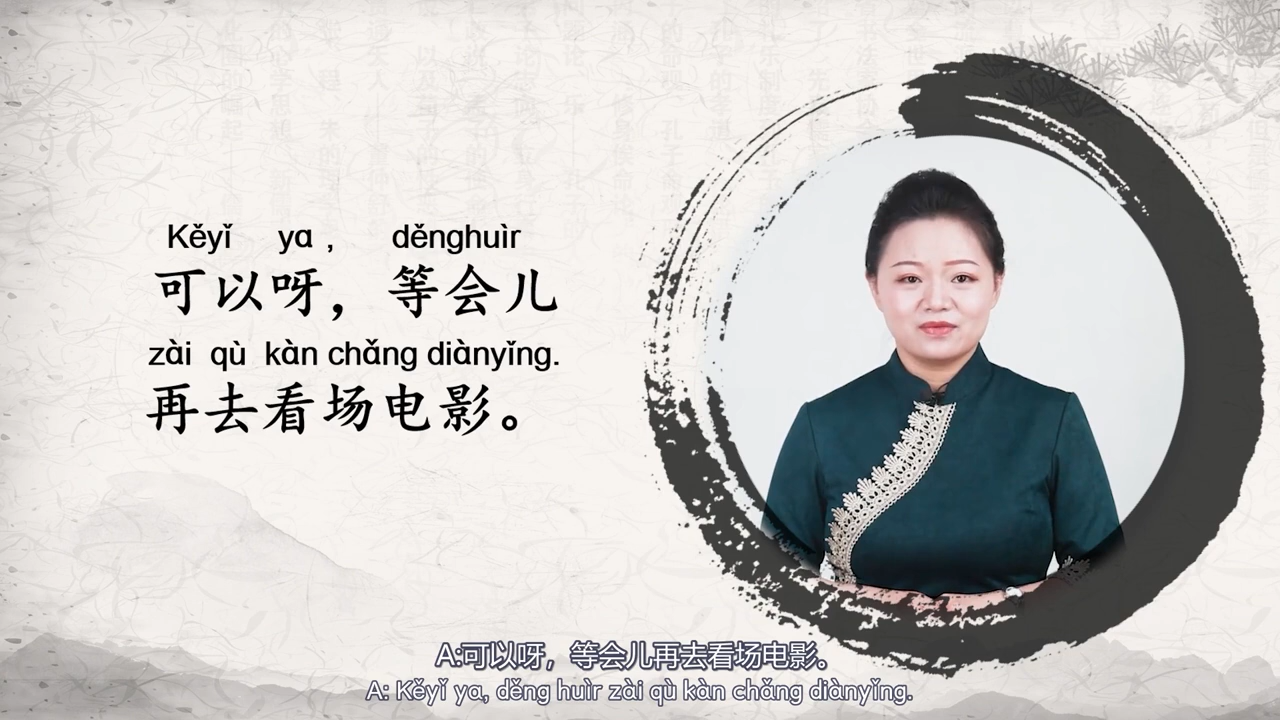 Kěyǐ ya , děnghuìr
可以呀，等会儿
zài qù kàn chǎng diànyǐng.
再去看场电影。
A:可以呀，等会儿再去看场电影。
A: Kěyǐ ya, děng huìr zài qù kàn chǎng diànyǐng.